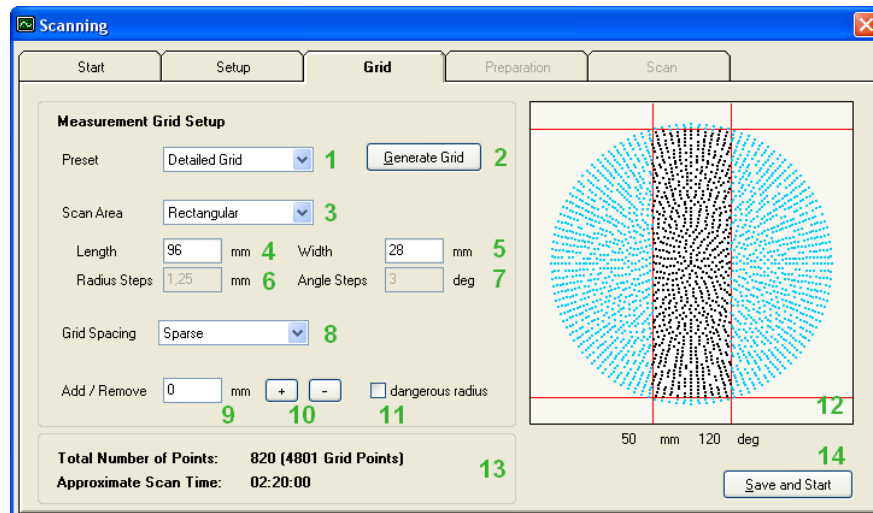 Scanning
Start Setup Grid Preparation Scan
Measurement Grid Setup
Preset Detailed Grid 1 Generate Grid 2
Scan Area Rectangular 3
Length 96 mm 4 Width 28 mm 5
Radius Steps 1,25 mm 6 Angle Steps 3 deg 7
Grid Spacing Sparse 8
Add / Remove 0 mm + - dangerous radius
9 10 11 12
50 mm 120 deg
Total Number of Points: 820 (4801 Grid Points)
Approximate Scan Time: 02:20:00
13
14
Save and Start